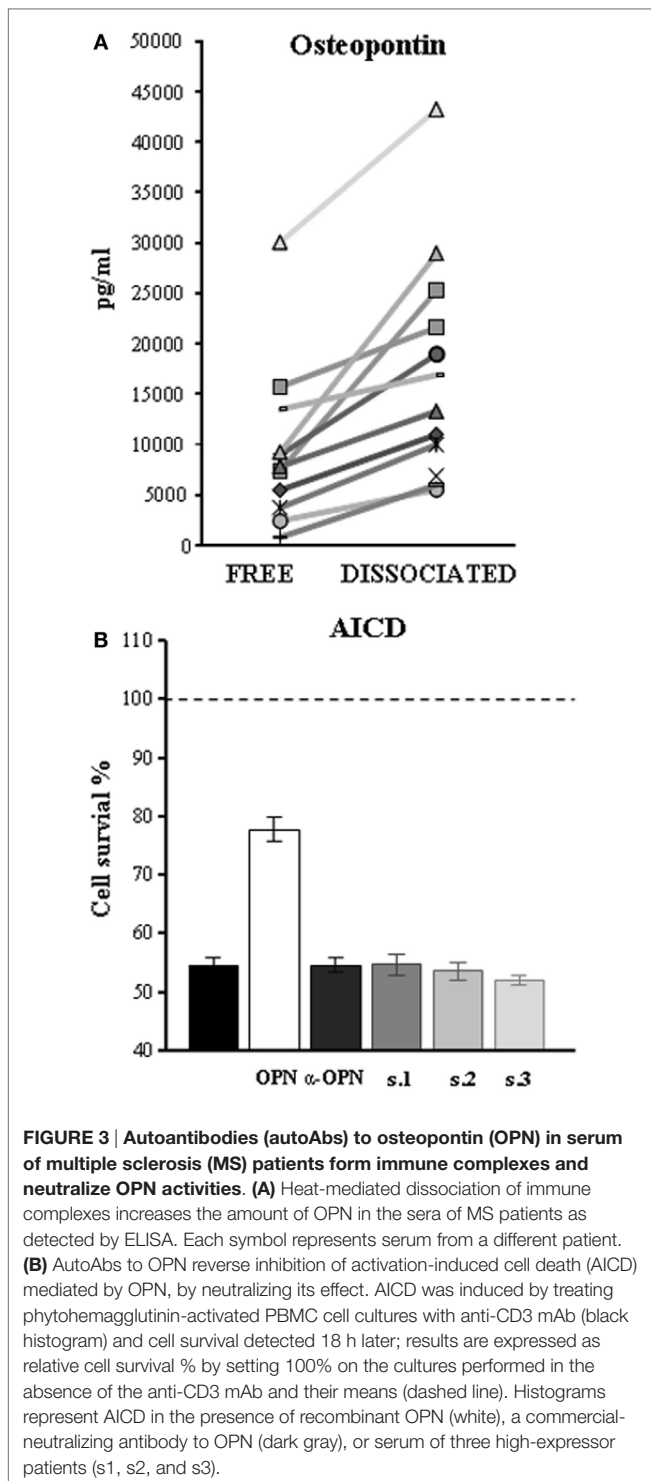 A
Osteopontin
50000
45000
40000
35000
30000
25000
20000
15000
10000
5000
0
pg/ml
FREE DISSOCIATED
B
AICD
110
100
90
80
70
60
50
40
Cell survial %
OPN α-OPN s.1 s.2 s.3
FIGURE 3 | Autoantibodies (autoAbs) to osteopontin (OPN) in serum
of multiple sclerosis (MS) patients form immune complexes and
neutralize OPN activities. (A) Heat-mediated dissociation of immune
complexes increases the amount of OPN in the sera of MS patients as
detected by ELISA. Each symbol represents serum from a different patient.
(B) AutoAbs to OPN reverse inhibition of activation-induced cell death (AICD)
mediated by OPN, by neutralizing its effect. AICD was induced by treating
phytohemagglutinin-activated PBMC cell cultures with anti-CD3 mAb (black
histogram) and cell survival detected 18 h later; results are expressed as
relative cell survival % by setting 100% on the cultures performed in the
absence of the anti-CD3 mAb and their means (dashed line). Histograms
represent AICD in the presence of recombinant OPN (white), a commercial-
neutralizing antibody to OPN (dark gray), or serum of three high-expressor
patients (s1, s2, and s3).